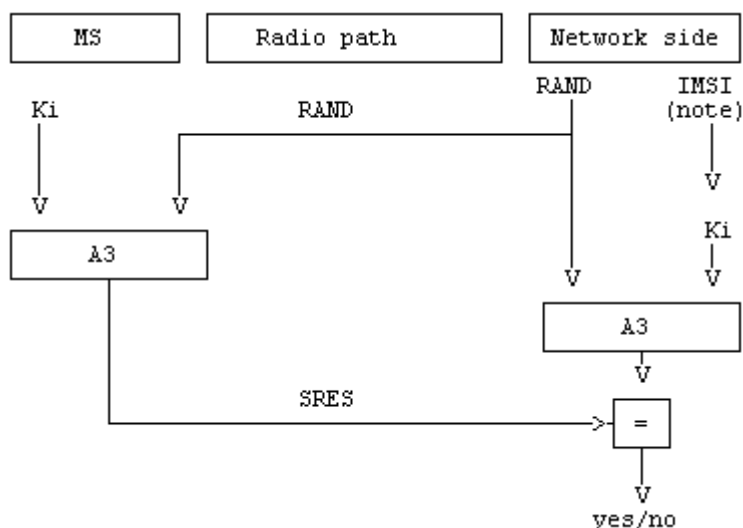 MS
Radio path
Network side
RAND
IMSI
(note)
Ki
RAND
Ki
A3
A3
SRES
=
yes/no